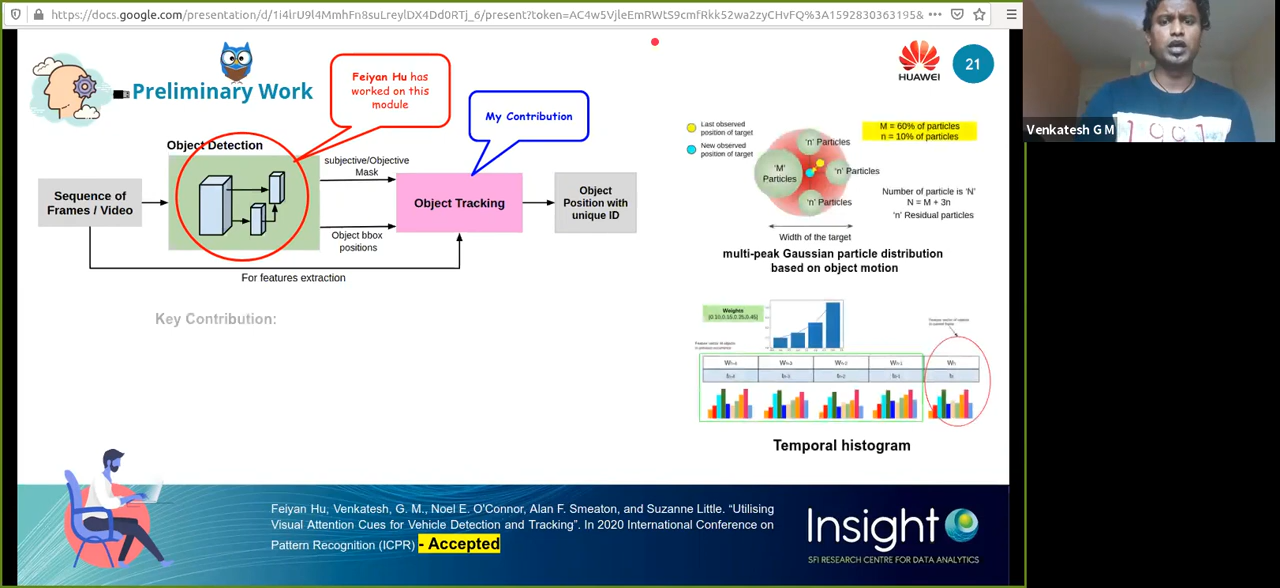 https://docs.google.com/presentation/d/1i4lrU9l4MmhFn8suLreylDX4Dd0RTj_6/present?token=AC4w5VjleEmRWtS9cmfRkk52wa2zyCHvFQ%3A1592830363195&
Preliminary Work
Feiyan Hu has
worked on this
module
My Contribution
HUAWEI
21
Venkatesh G M
Object Detection
Sequence of
Frames / Video
subjective/Objective
Mask
Object bbox
positions
Object Tracking
Object
Position with
unique ID
For features extraction
Key Contribution:
Last observed
position of target
New observed
position of target
'M'
Particles
'n' Particles
'n' Particles
'n' Particles
M = 60% of particles
n = 10% of particles
Number of particle is 'N'
N = M + 3n
'n' Residual particles
Width of the target
multi-peak Gaussian particle distribution
based on object motion
Weights
Temporal histogram
Feiyan Hu, Venkatesh, G. M., Noel E. O'Connor, Alan F. Smeaton, and Suzanne Little. "Utilising
Visual Attention Cues for Vehicle Detection and Tracking". In 2020 International Conference on
Pattern Recognition (ICPR) - Accepted
Insight
SFI RESEARCH CENTRE FOR DATA ANALYTICS